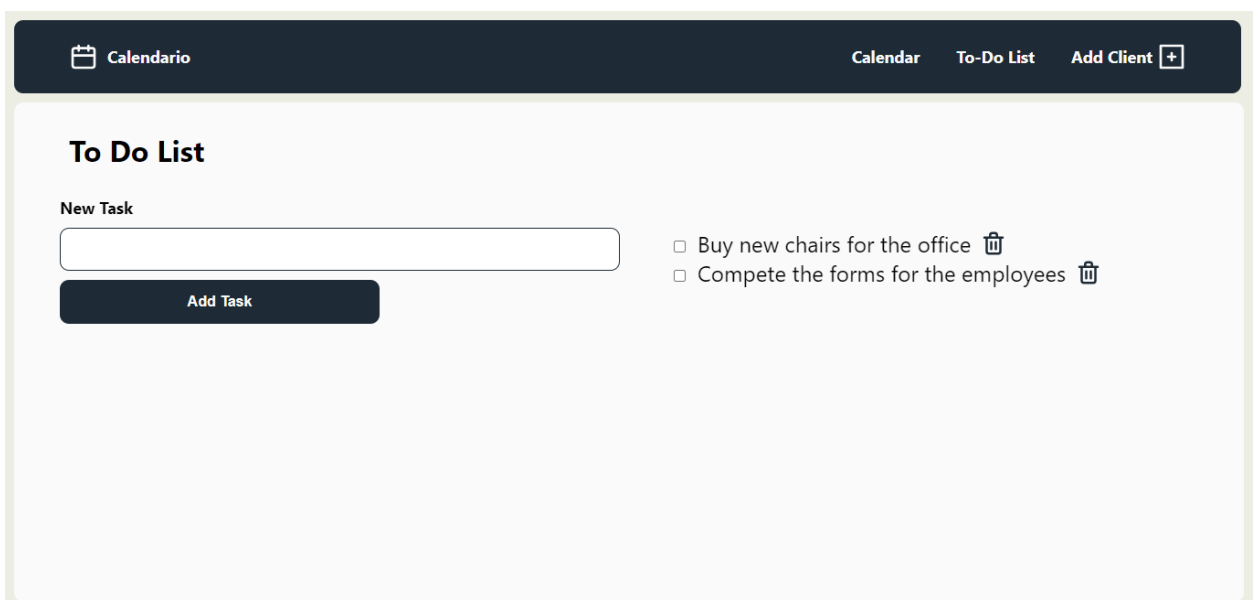 Calendario
Calendar To-Do List Add Client
To Do List
New Task
Buy new chairs for the office
Compete the forms for the employees
Add Task